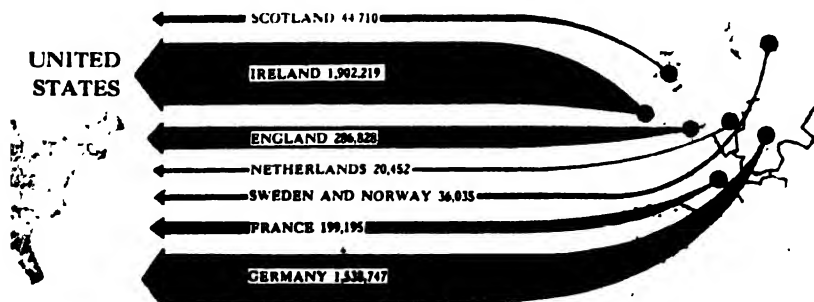 SCOTLAND 44,710
UNITED
STATES
IRELAND 1,902,219
ENGLAND 286,828
NETHERLANDS 20,452
SWEDEN AND NORWAY 36,035
FRANCE 199,195
GERMANY 1,538,747